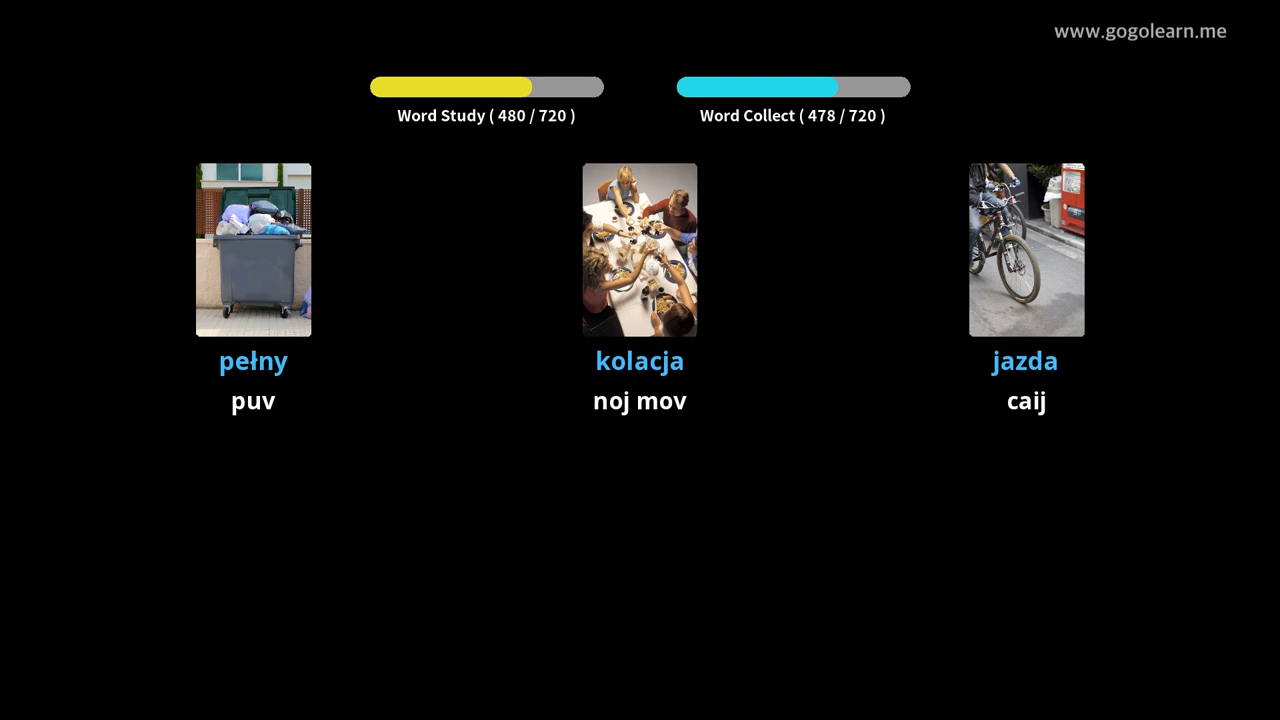 www.gogolearn.me
Word Study ( 480 / 720 )
Word Collect ( 478 / 720 )
pełny
kolacja
jazda
puv
noj mov
caij